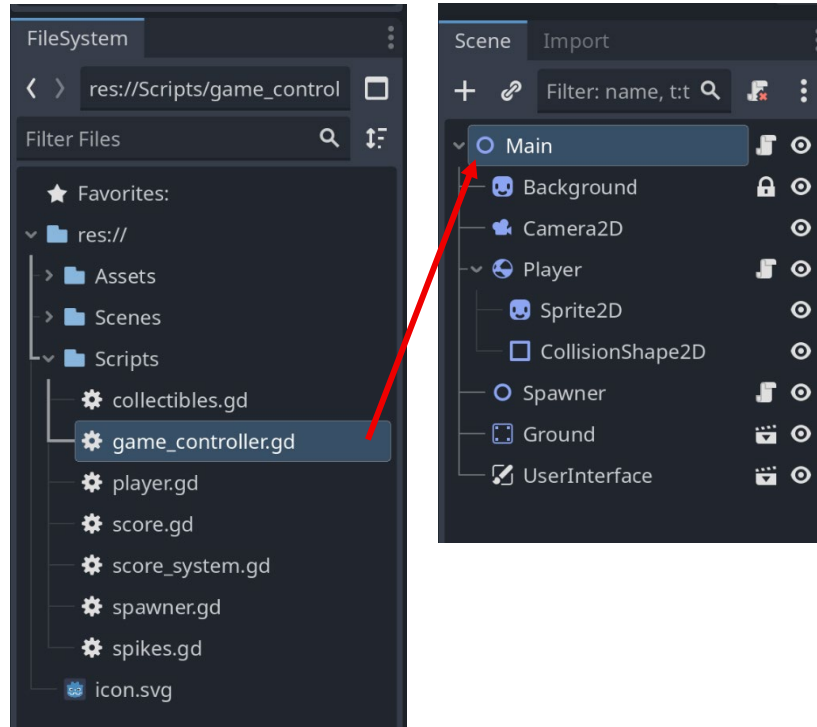 FileSystem
res://Scripts/game_control
Filter Files
Favorites:
res://
Assets
Scenes
Scripts
collectibles.gd
game_controller.gd
player.gd
score.gd
score_system.gd
spawner.gd
spikes.gd
icon.svg
Scene Import
Filter: name, t:t
Main
Background
Camera2D
Player
Sprite2D
CollisionShape2D
Spawner
Ground
UserInterface